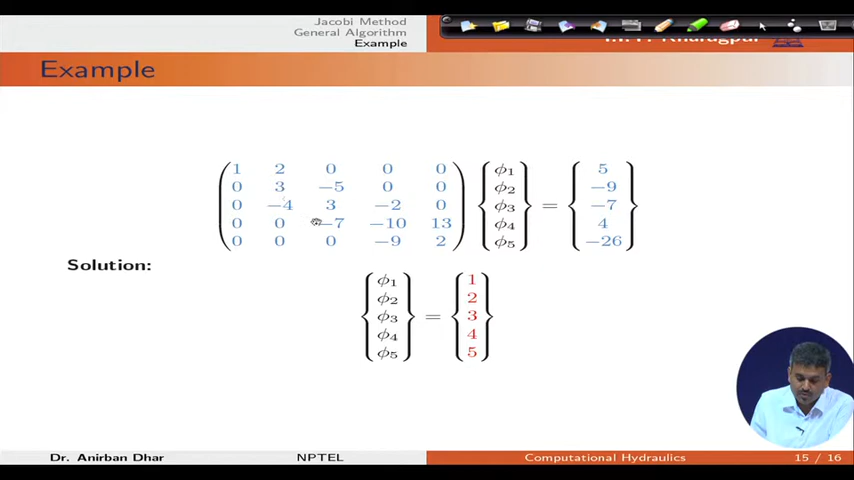 Jacobi Method
General Algorithm
Example
I.I.T. Kharagpur
Example
1 2 0 0 0
0 3 −5 0 0
0 −4 3 −2 0
0 0 −7 −10 13
0 0 0 −9 2
ϕ1
ϕ2
ϕ3
ϕ4
ϕ5
=
5
−9
−7
4
−26
Solution:
ϕ1
ϕ2
ϕ3
ϕ4
ϕ5
=
1
2
3
4
5
Dr. Anirban Dhar NPTEL Computational Hydraulics 15 / 16